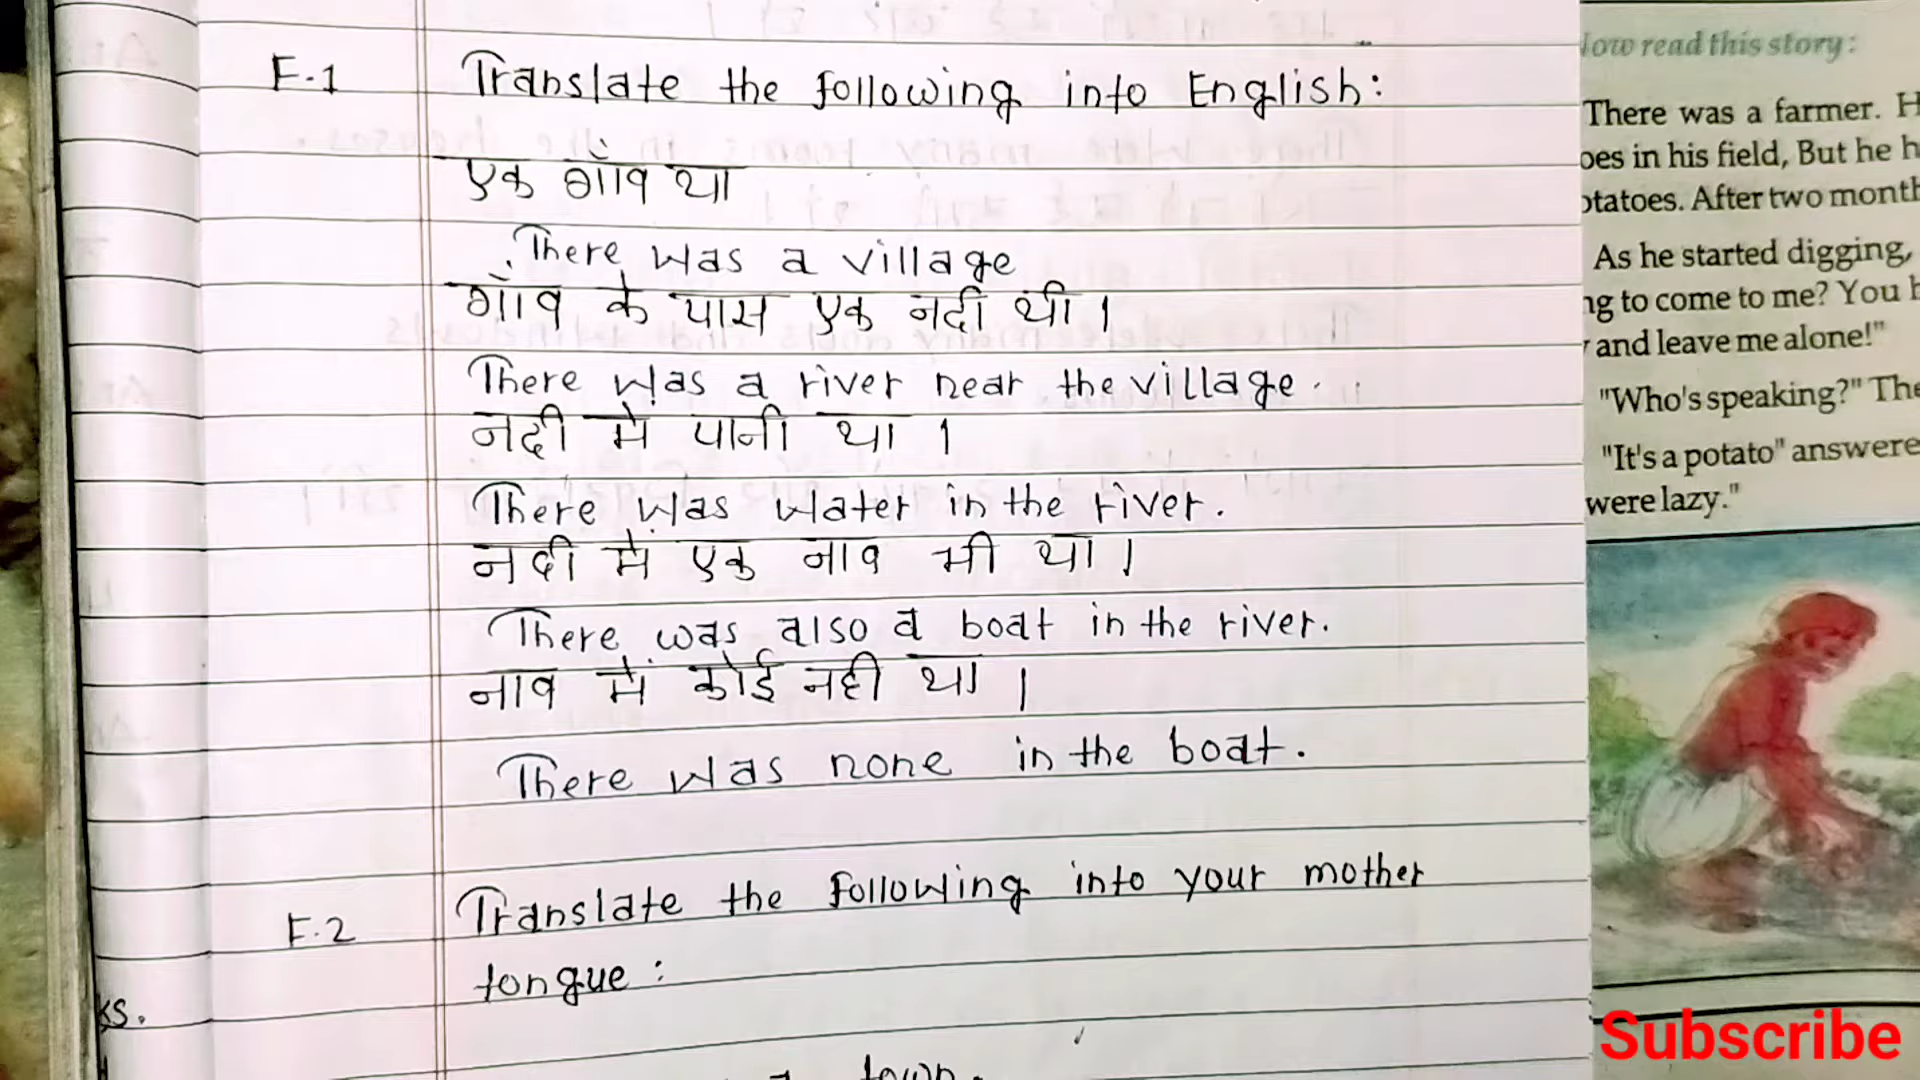 F.1 Translate the following into English:
एक गाँव था
There was a village
गाँव के पास एक नदी थी।
There was a river near the village.
नदी में पानी था।
There was water in the river.
नदी में एक नाव भी था।
There was also a boat in the river.
नाव में कोई नही था।
There was none in the boat.
F.2 Translate the following into your mother
tongue:
town.
ks.
low read this story:
There was a farmer. H
oes in his field, But he h
otatoes. After two month
As he started digging,
ng to come to me? You h
and leave me alone!"
"Who's speaking?" The
"It's a potato" answere
were lazy."
Subscribe